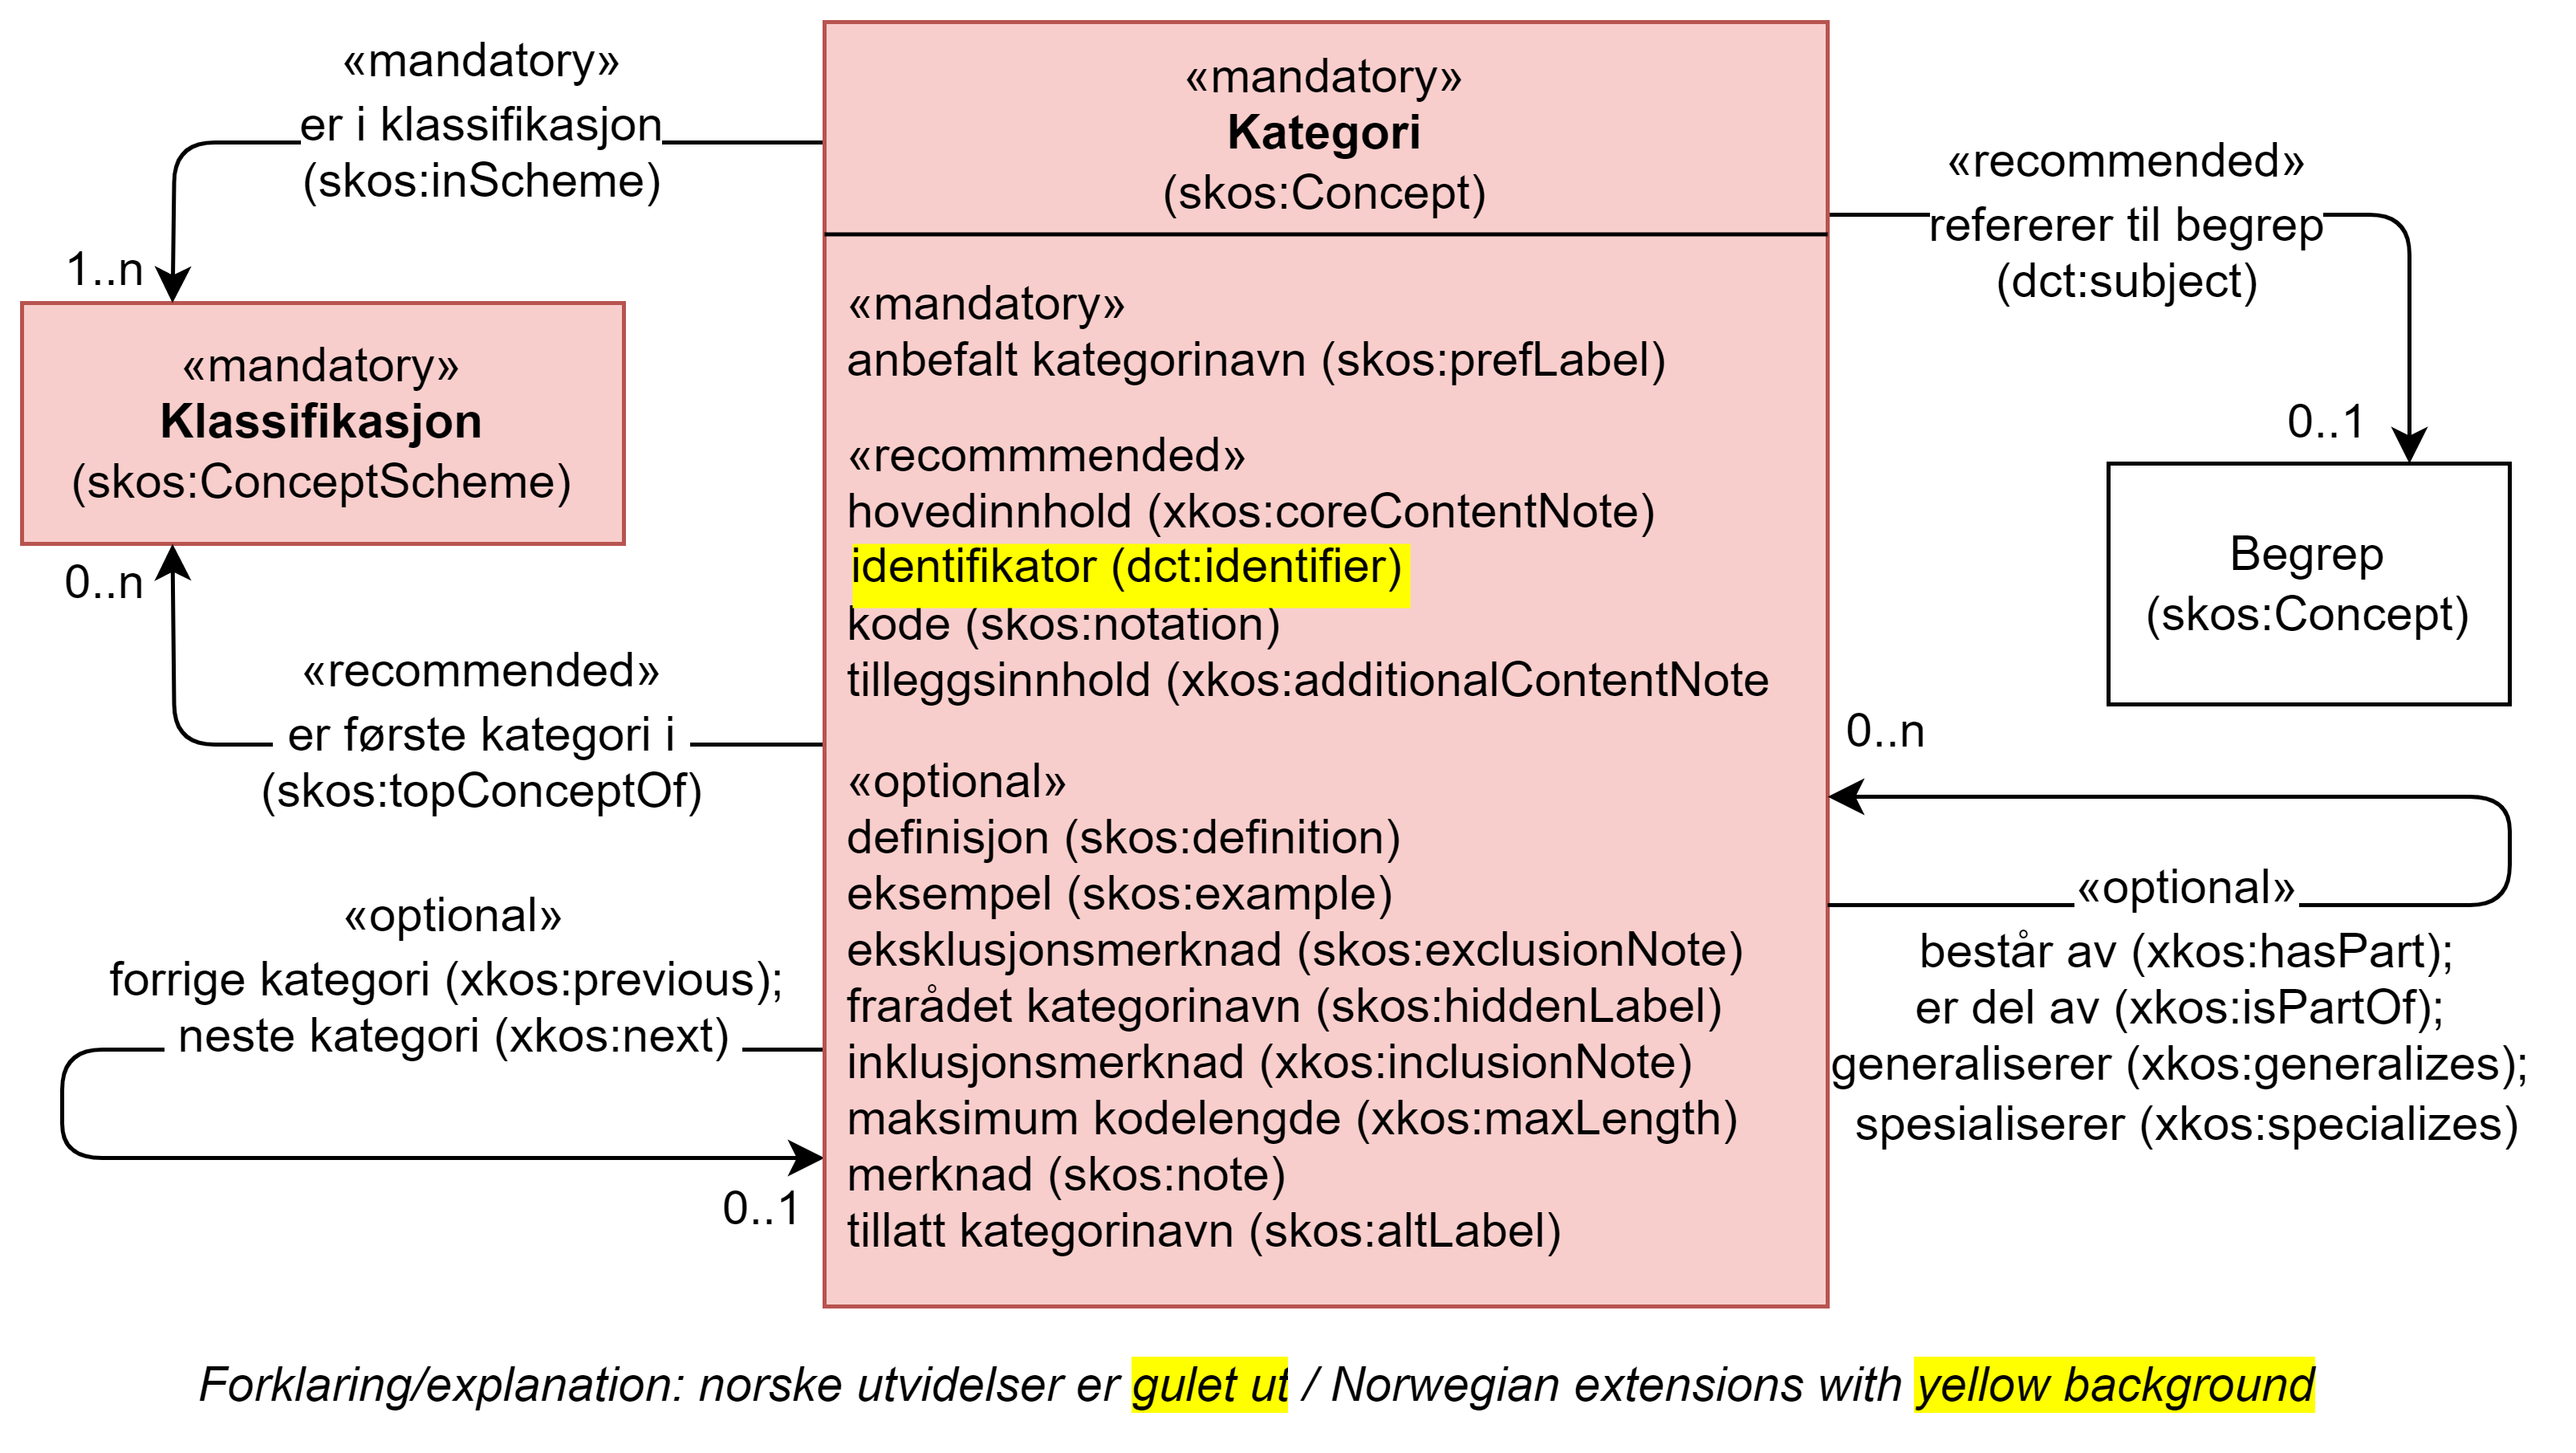 «mandatory»
er i klassifikasjon
(skos:inScheme)
1..n
«mandatory»
Klassifikasjon
(skos:ConceptScheme)
0..n
«recommended»
er første kategori i
(skos:topConceptOf)
«optional»
forrige kategori (xkos:previous);
neste kategori (xkos:next)
0..1
«mandatory»
Kategori
(skos:Concept)
«mandatory»
anbefalt kategorinavn (skos:prefLabel)
«recommmended»
hovedinnhold (xkos:coreContentNote)
identifikator (dct:identifier)
kode (skos:notation)
tilleggsinnhold (xkos:additionalContentNote
«optional»
definisjon (skos:definition)
eksempel (skos:example)
eksklusjonsmerknad (skos:exclusionNote)
frarådet kategorinavn (skos:hiddenLabel)
inklusjonsmerknad (xkos:inclusionNote)
maksimum kodelengde (xkos:maxLength)
merknad (skos:note)
tillatt kategorinavn (skos:altLabel)
«recommended»
refererer til begrep
(dct:subject)
0..1
Begrep
(skos:Concept)
0..n
«optional»
består av (xkos:hasPart);
er del av (xkos:isPartOf);
generaliserer (xkos:generalizes);
spesialiserer (xkos:specializes)
Forklaring/explanation: norske utvidelser er gulet ut / Norwegian extensions with yellow background